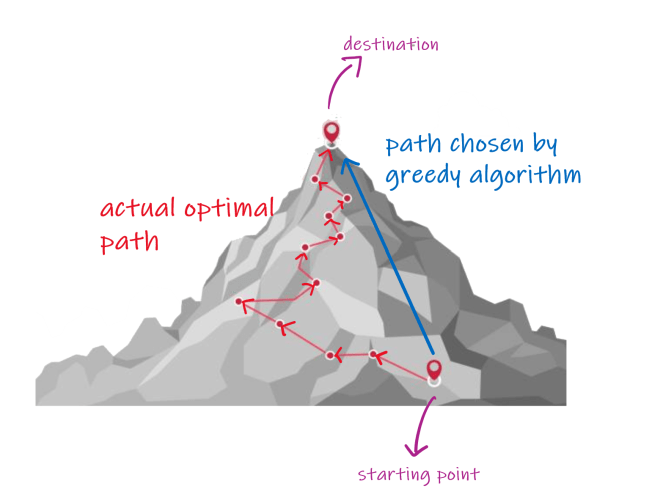 destination
path chosen by
greedy algorithm
actual optimal
path
starting point